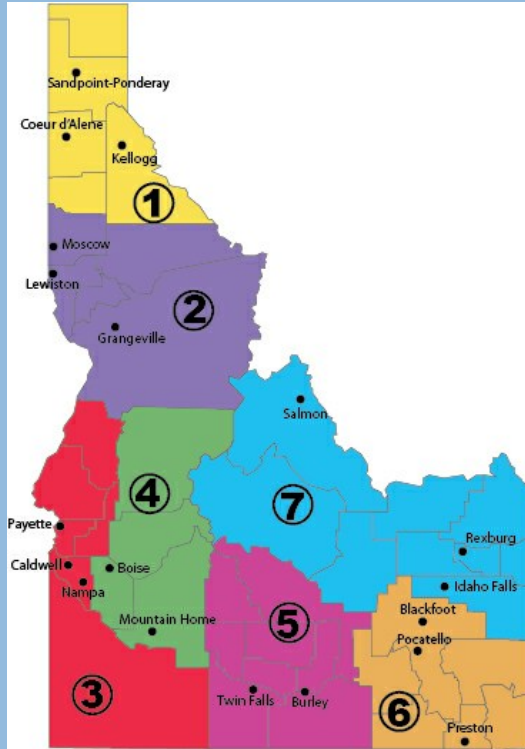 Sandpoint-Ponderay
Coeur d'Alene
Kellogg
1
Moscow
Lewiston
2
Grangeville
Salmon
4
7
Payette
Rexburg
Caldwell
Boise
Nampa
Idaho Falls
Blackfoot
Mountain Home
5
Pocatello
3
Twin Falls
Burley
6
Preston